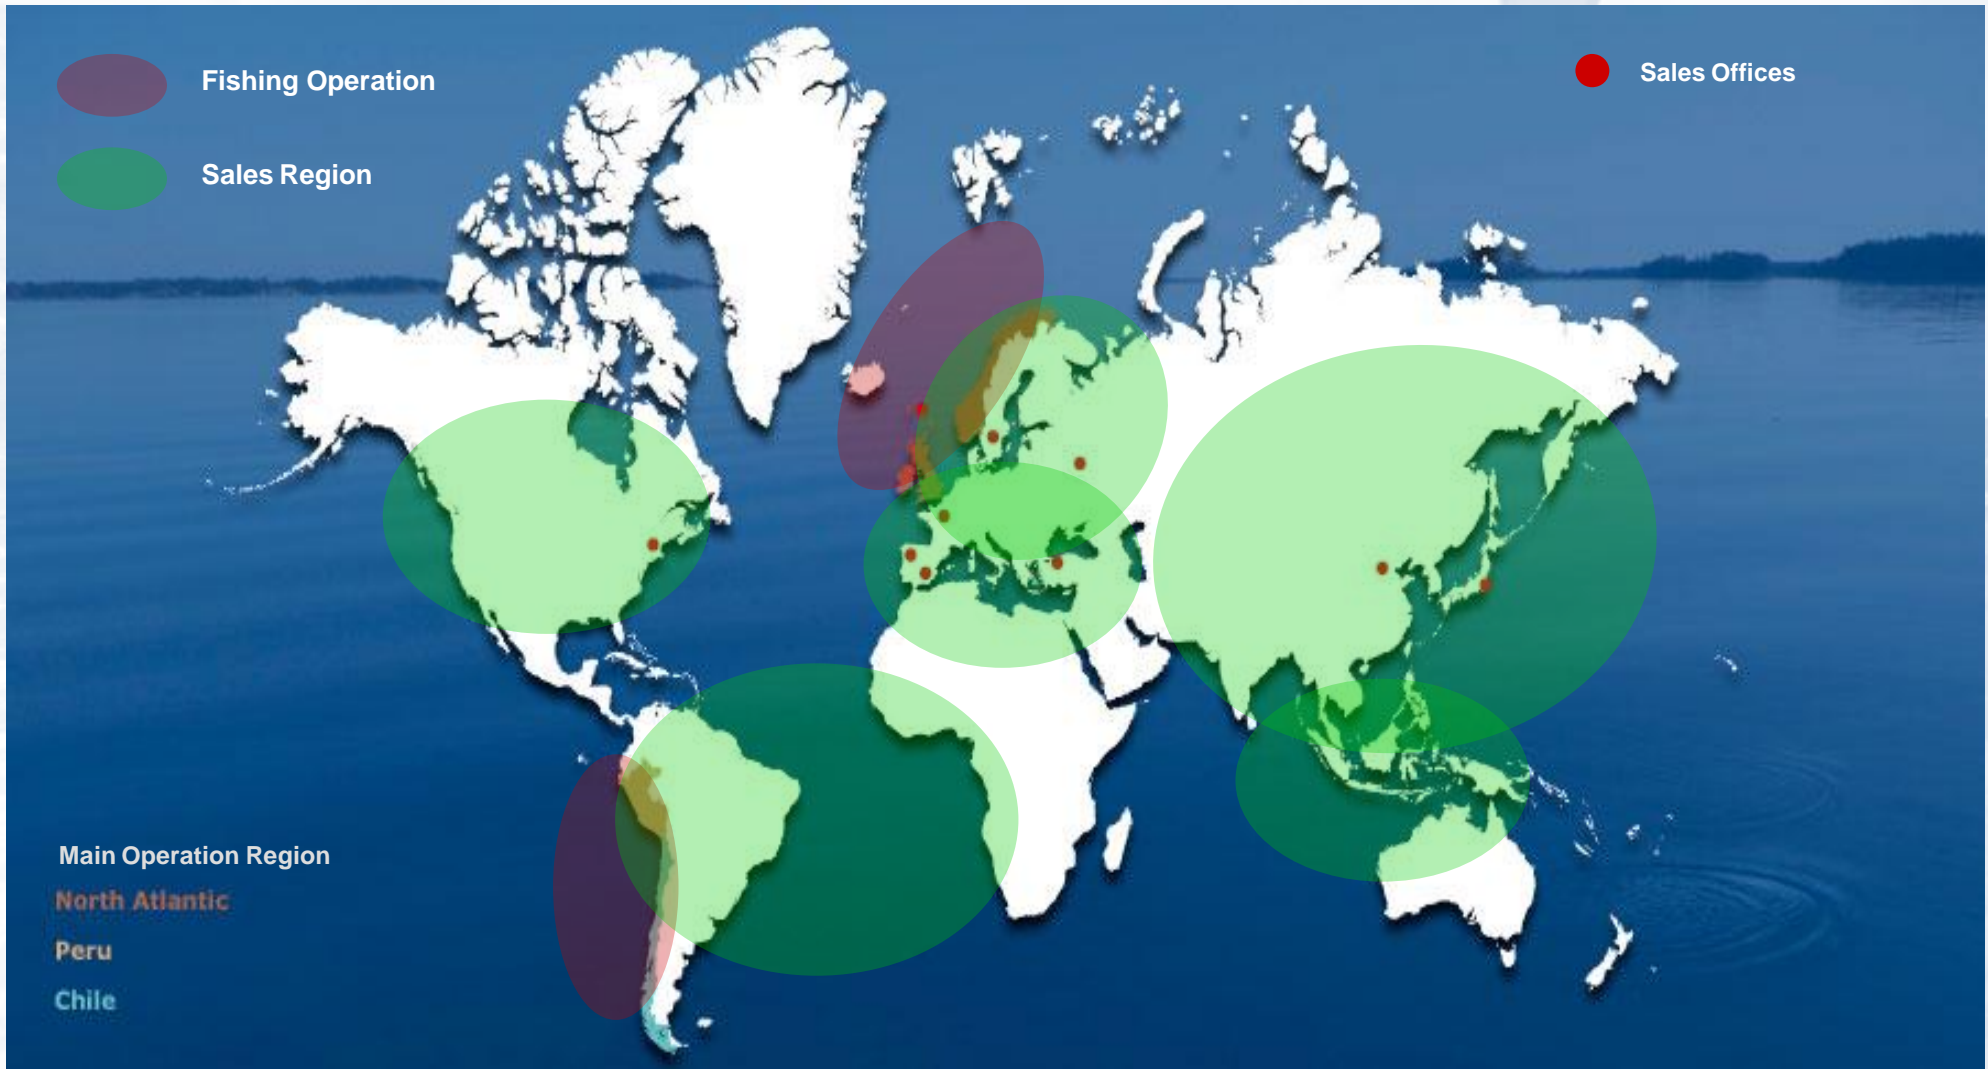 Fishing Operation
Sales Offices
Sales Region
Main Operation Region
North Atlantic
Peru
Chile